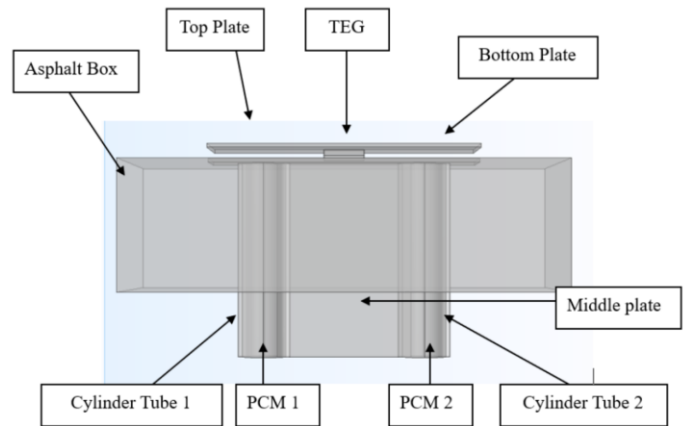 Top Plate
TEG
Bottom Plate
Asphalt Box
Middle plate
Cylinder Tube 1
PCM 1
PCM 2
Cylinder Tube 2